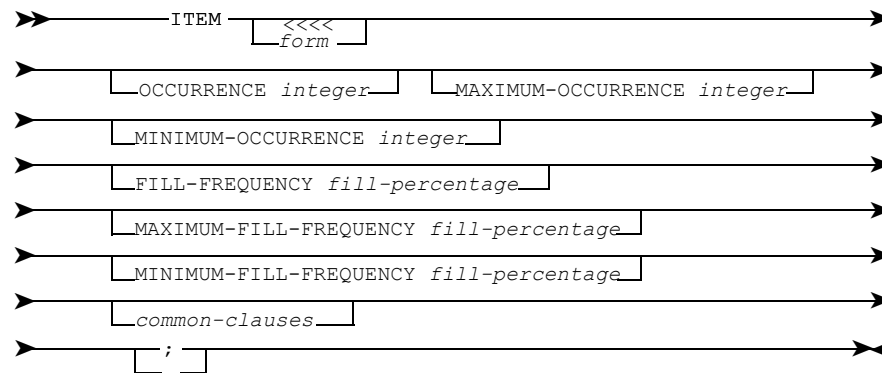 ITEM
<<<<
form
OCCURRENCE integer MAXIMUM-OCCURRENCE integer
MINIMUM-OCCURRENCE integer
FILL-FREQUENCY fill-percentage
MAXIMUM-FILL-FREQUENCY fill-percentage
MINIMUM-FILL-FREQUENCY fill-percentage
common-clauses
;